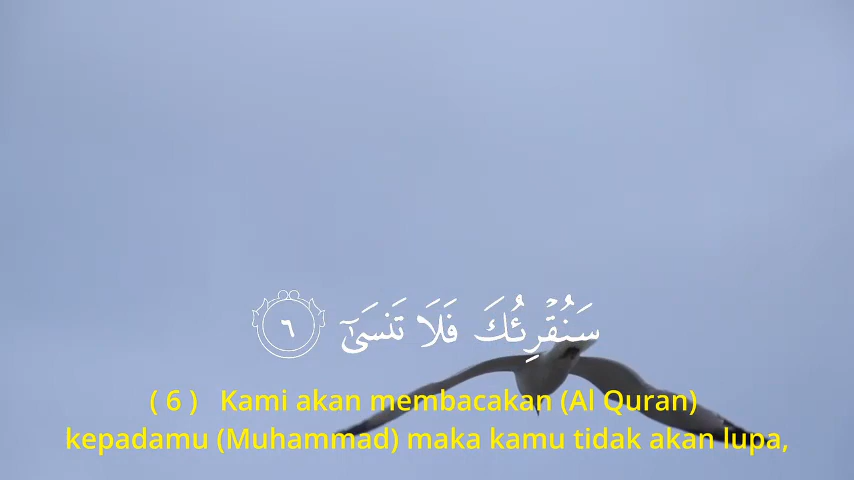 سَنُقْرِئُكَ فَلَا تَنسَىٰٓ ٦
( 6 ) Kami akan membacakan (Al Quran)
kepadamu (Muhammad) maka kamu tidak akan lupa,